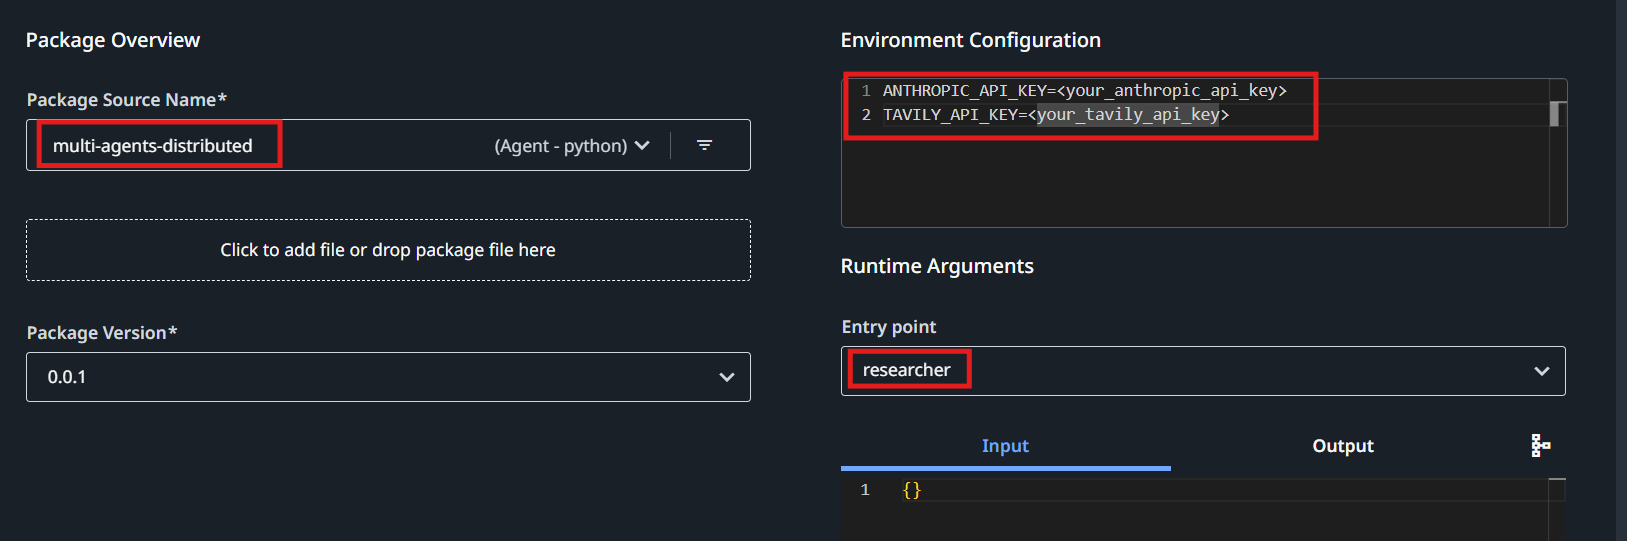 Package Overview
Package Source Name*
multi-agents-distributed (Agent - python)
Click to add file or drop package file here
Package Version*
0.0.1
Environment Configuration
1 ANTHROPIC_API_KEY=<your_anthropic_api_key>
2 TAVILY_API_KEY=<your_tavily_api_key>
Runtime Arguments
Entry point
researcher
Input Output
1 {}